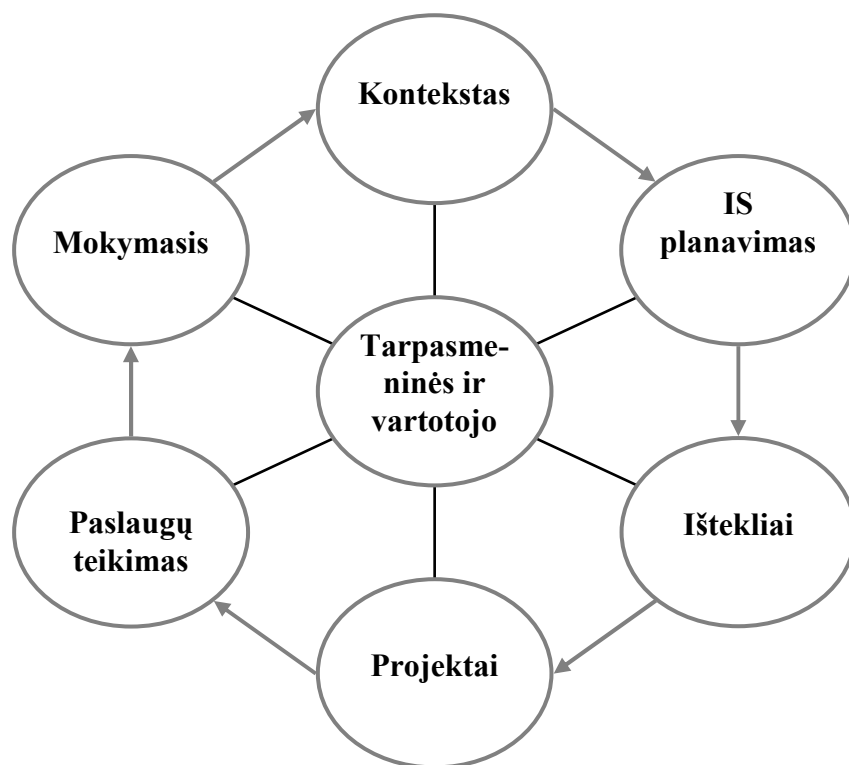 Kontekstas
IS
planavimas
Ištekliai
Projektai
Paslaugų
teikimas
Mokymasis
Tarpasme-
ninės ir
vartotojo